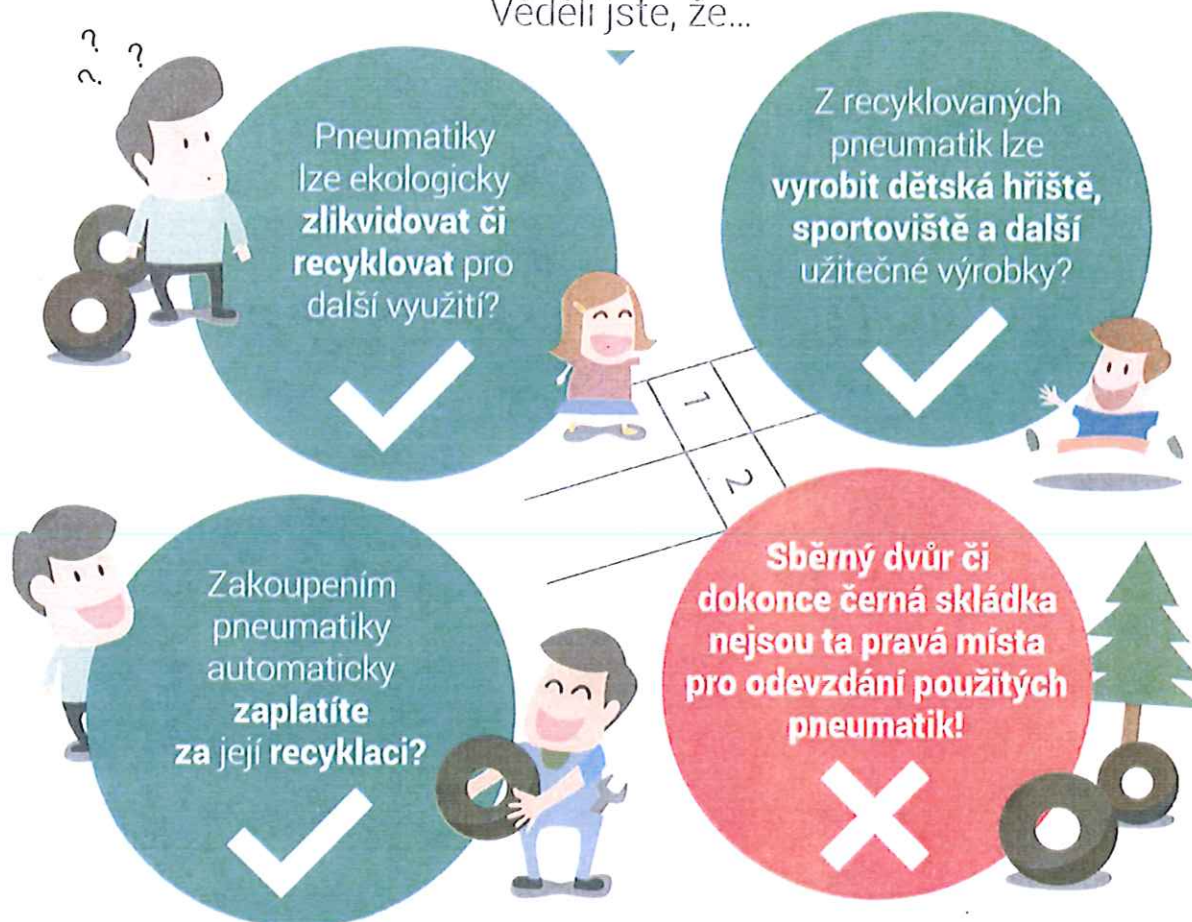 Věděli jste, že...
? ? ?
Pneumatiky
lze ekologicky
zlikvidovat či
recyklovat pro
další využití?
Z recyklovaných
pneumatik lze
vyrobit dětská hřiště,
sportoviště a další
užitečné výrobky?
1
2
Zakoupením
pneumatiky
automaticky
zaplatíte
za její recyklaci?
Sběrný dvůr či
dokonce černá skládka
nejsou ta pravá místa
pro odevzdání použitých
pneumatik!